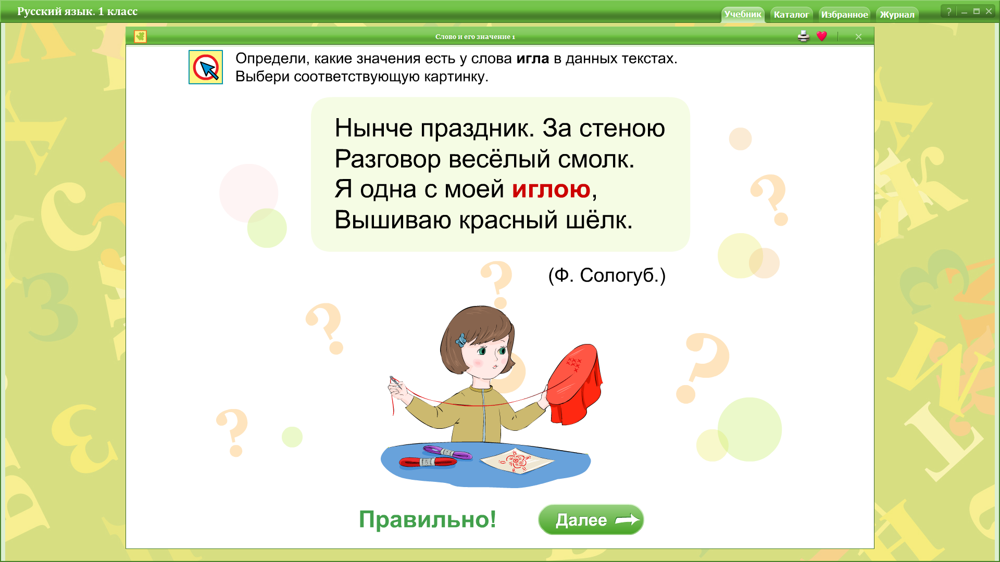 Русский язык. 1 класс
Учебник
Каталог
Избранное
Журнал
?
Слово и его значение 1
Определи, какие значения есть у слова игла в данных текстах.
Выбери соответствующую картинку.
Нынче праздник. За стеною
Разговор весёлый смолк.
Я одна с моей иглою,
Вышиваю красный шёлк.
(Ф. Сологуб.)
Правильно!
Далее